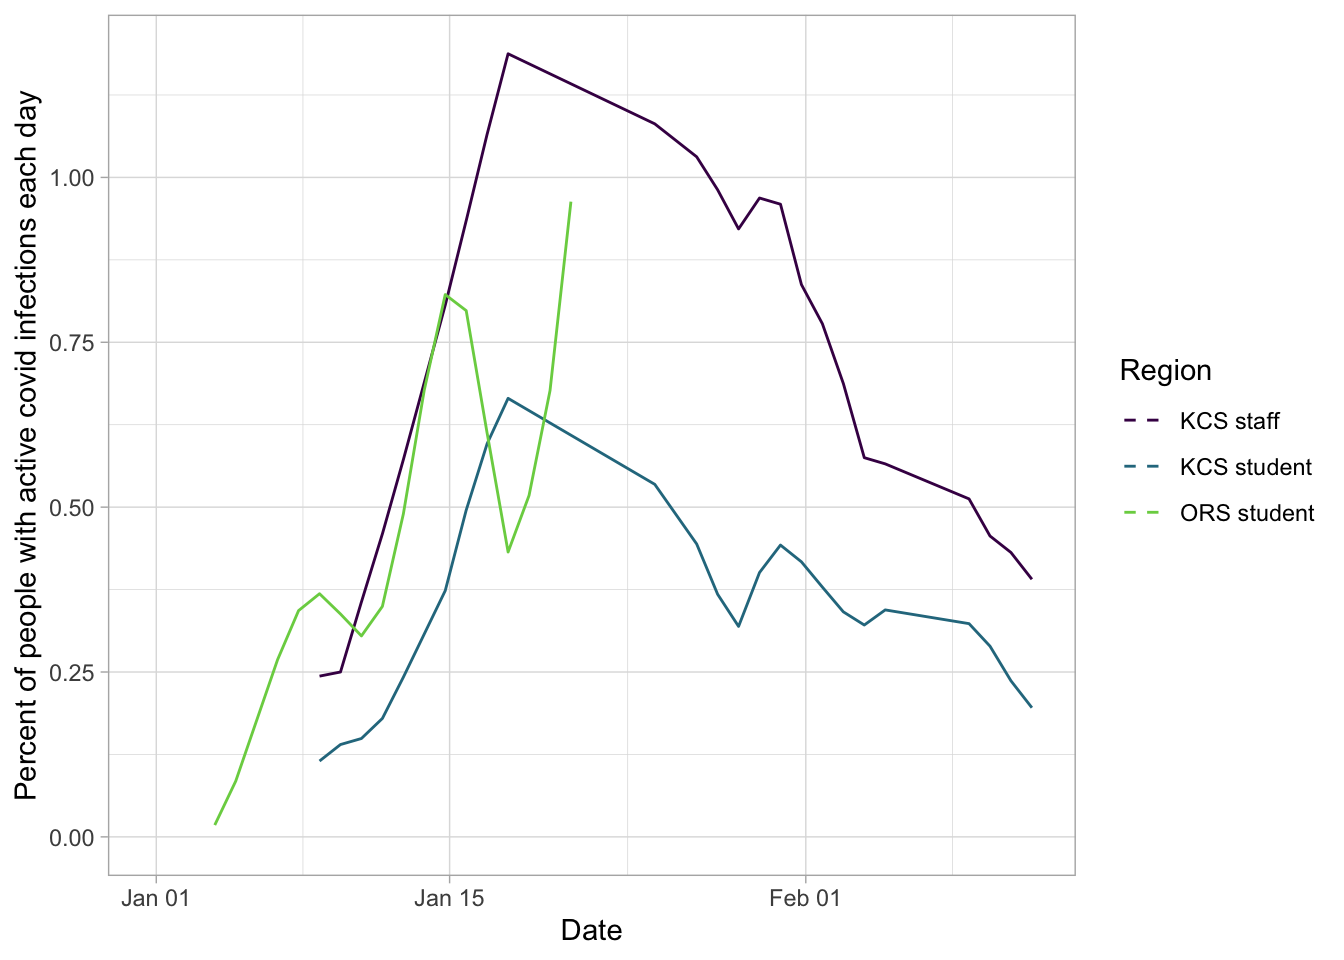 Percent of people with active covid infections each day
1.00
0.75
0.50
0.25
0.00
Jan 01
Jan 15
Feb 01
Date
Region
KCS staff
KCS student
ORS student